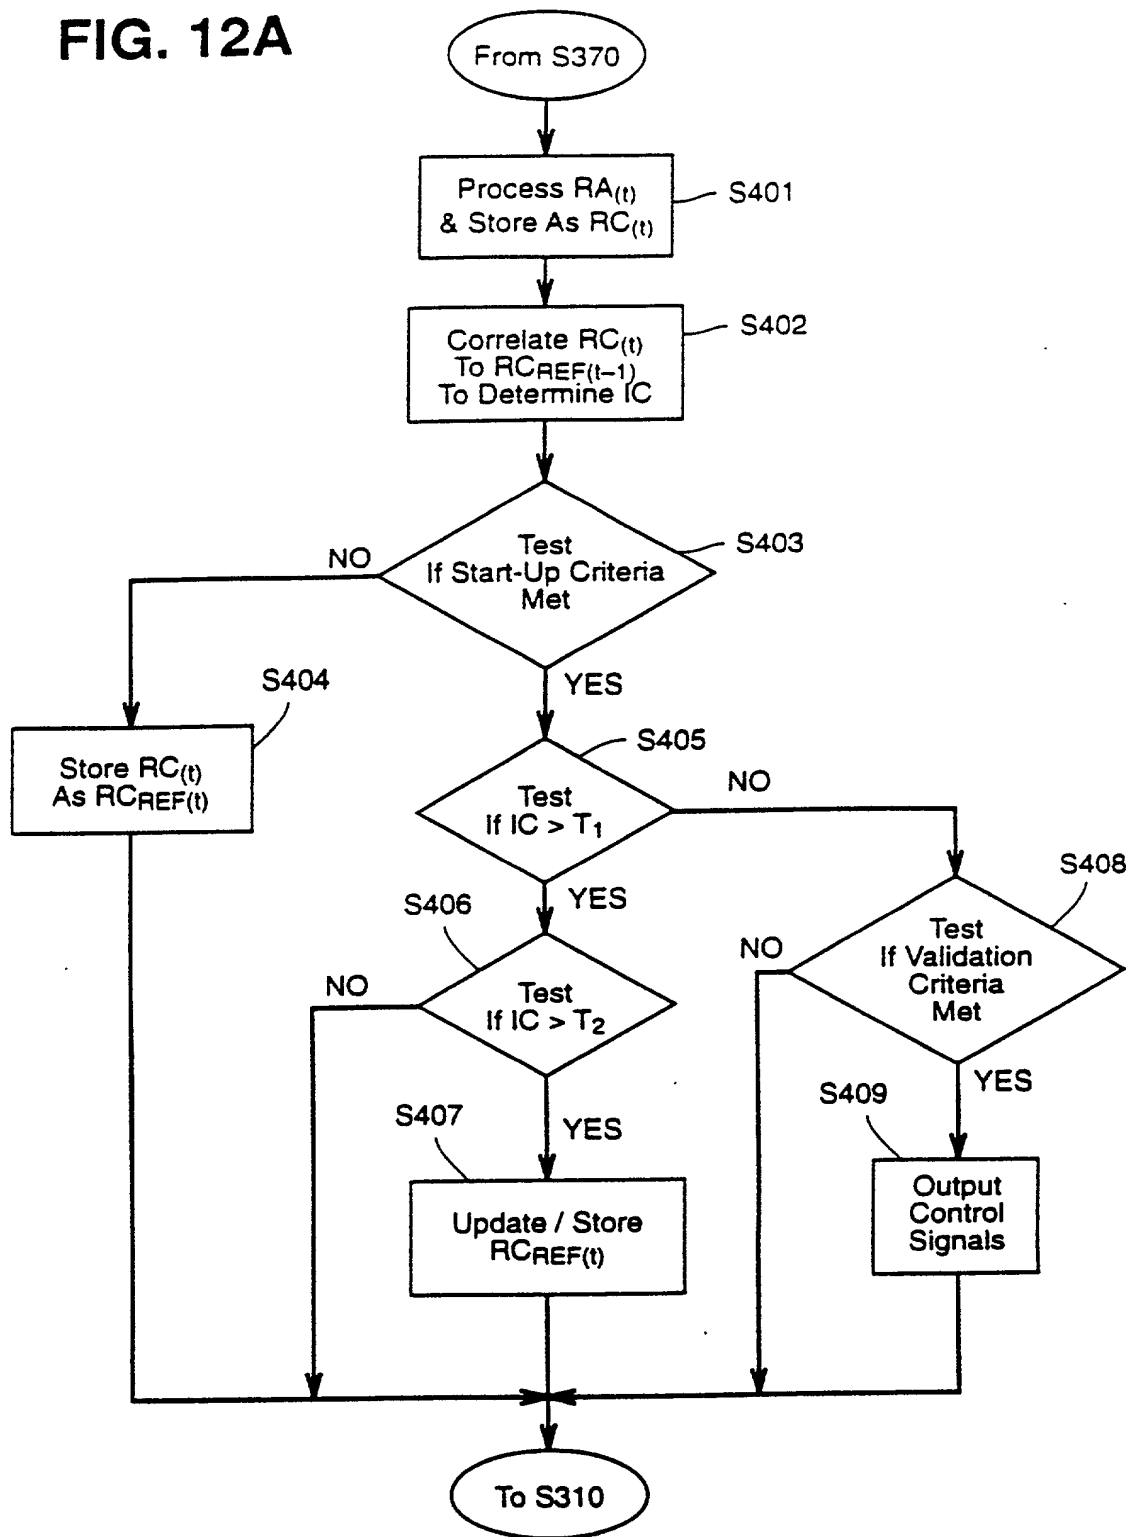 FIG. 12A
From S370
Process RA(t)
& Store As RC(t)
S401
Correlate RC(t)
To RCREF(t–1)
To Determine IC
S402
Test
If Start-Up Criteria
Met
S403
NO
YES
S404
Store RC(t)
As RCREF(t)
S405
Test
If IC > T1
NO
YES
S406
Test
If IC > T2
NO
YES
S408
Test
If Validation
Criteria
Met
NO
YES
S407
Update / Store
RCREF(t)
S409
Output
Control
Signals
To S310